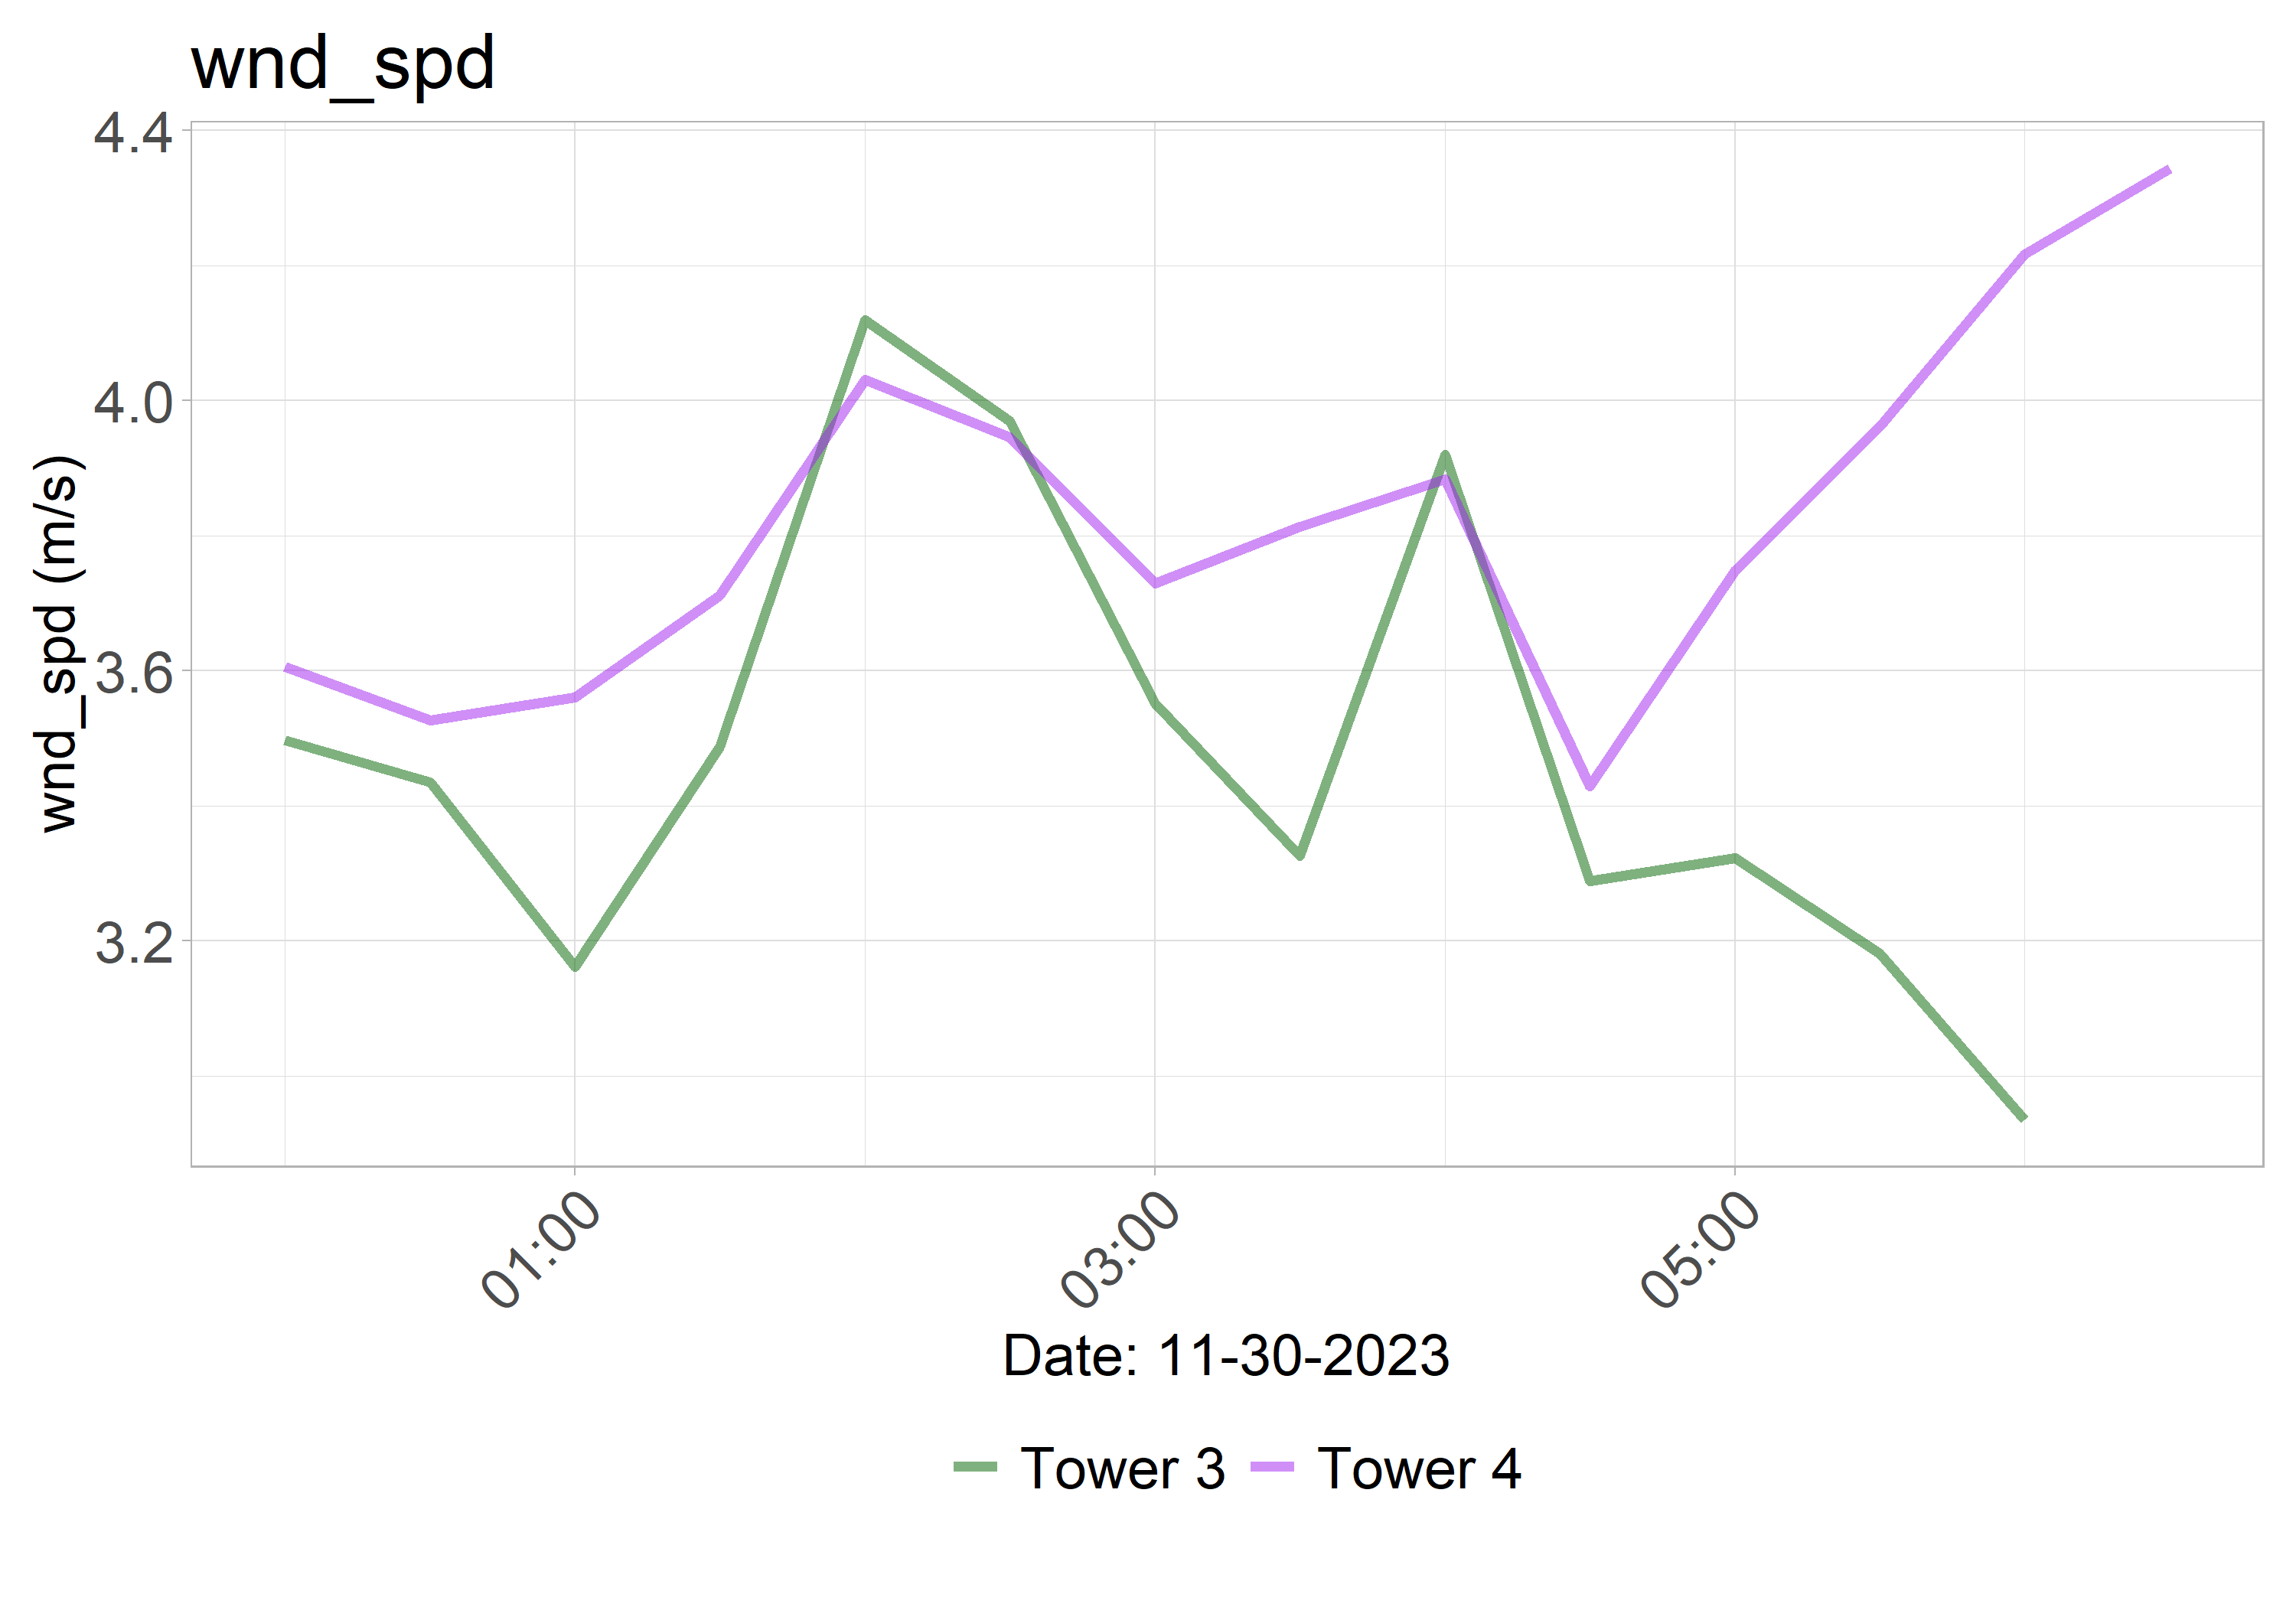 wnd_spd
4.4
4.0
3.6
3.2
wnd_spd (m/s)
01:00
03:00
05:00
Date: 11-30-2023
Tower 3
Tower 4